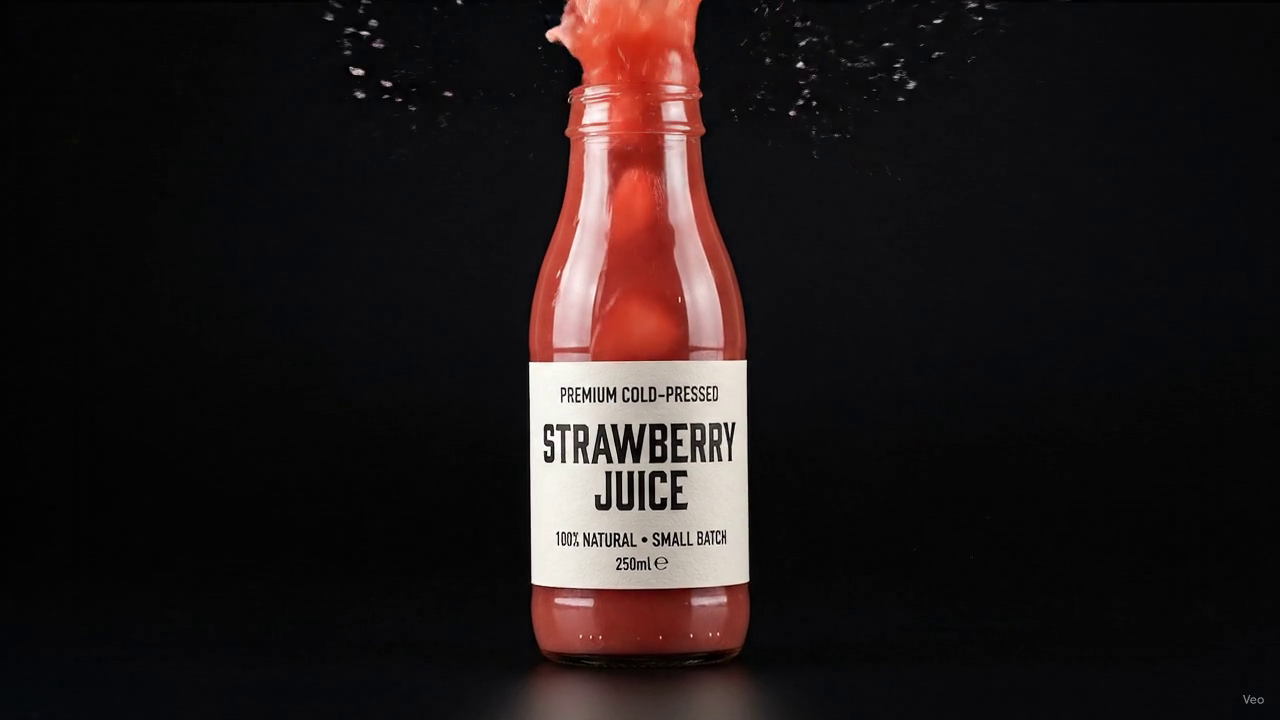 PREMIUM COLD-PRESSED
STRAWBERRY
JUICE
100% NATURAL • SMALL BATCH
250ml ℮
Veo